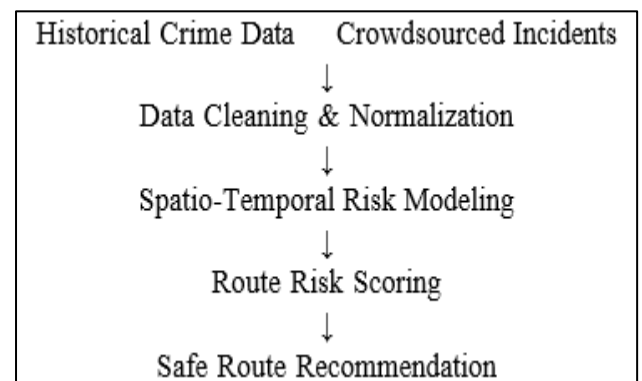 Historical Crime Data Crowdsourced Incidents
↓
Data Cleaning & Normalization
↓
Spatio-Temporal Risk Modeling
↓
Route Risk Scoring
↓
Safe Route Recommendation